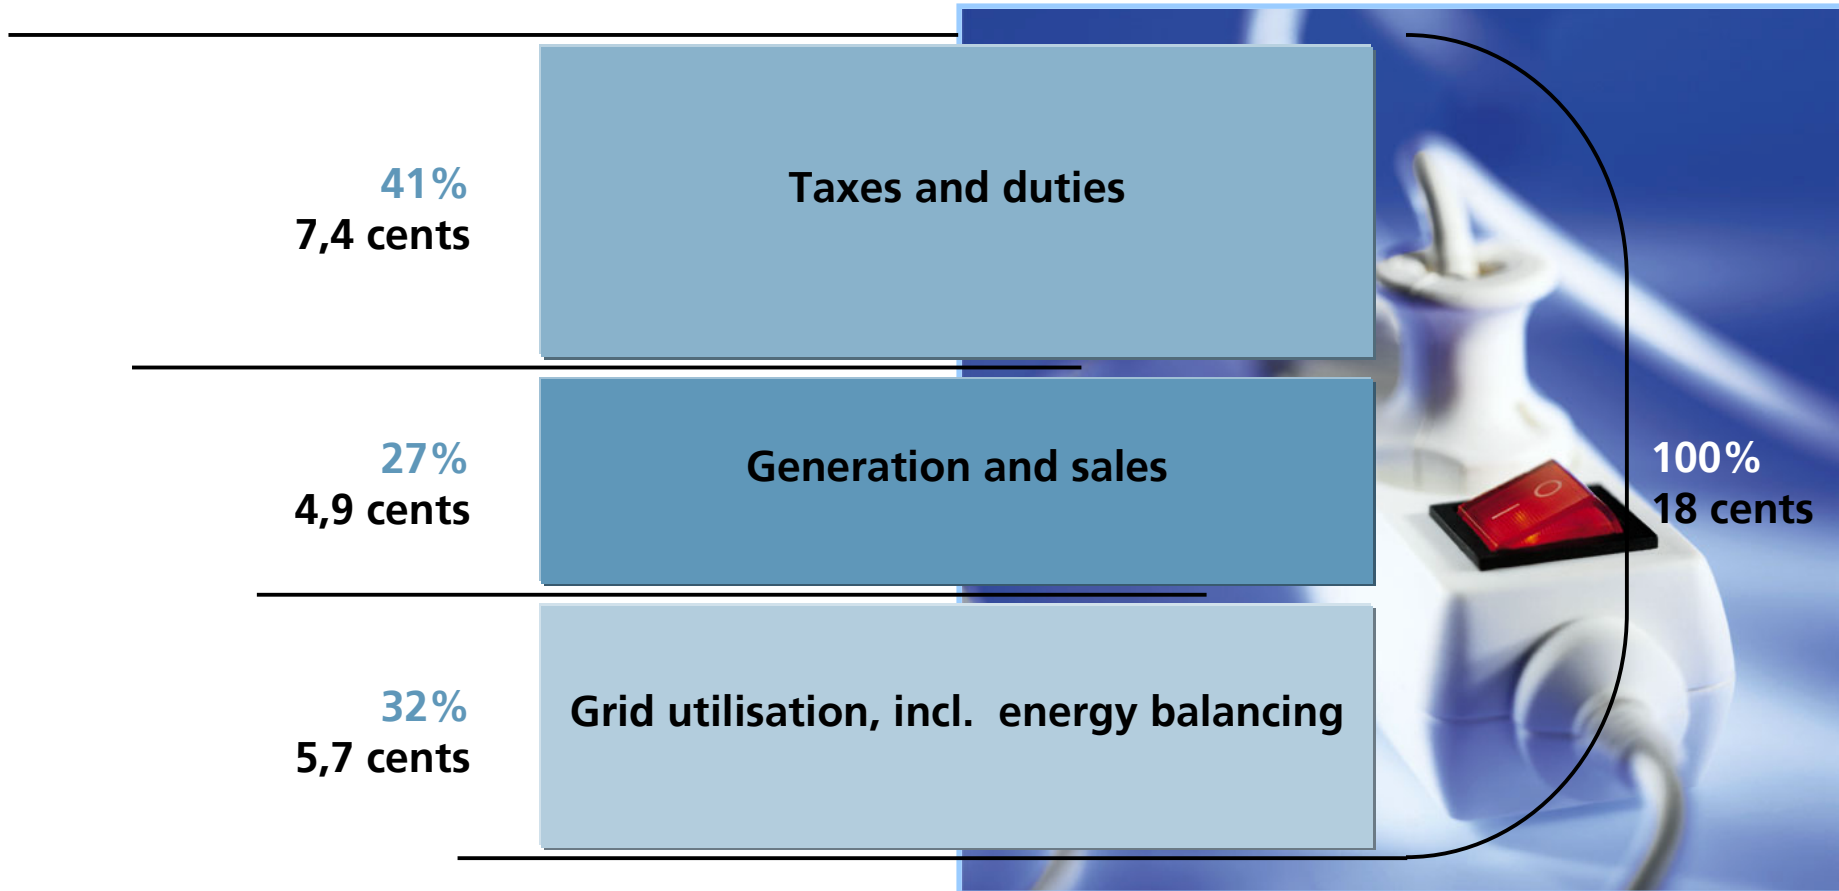 41%
7,4 cents
Taxes and duties
27%
4,9 cents
Generation and sales
100%
18 cents
32%
5,7 cents
Grid utilisation, incl. energy balancing